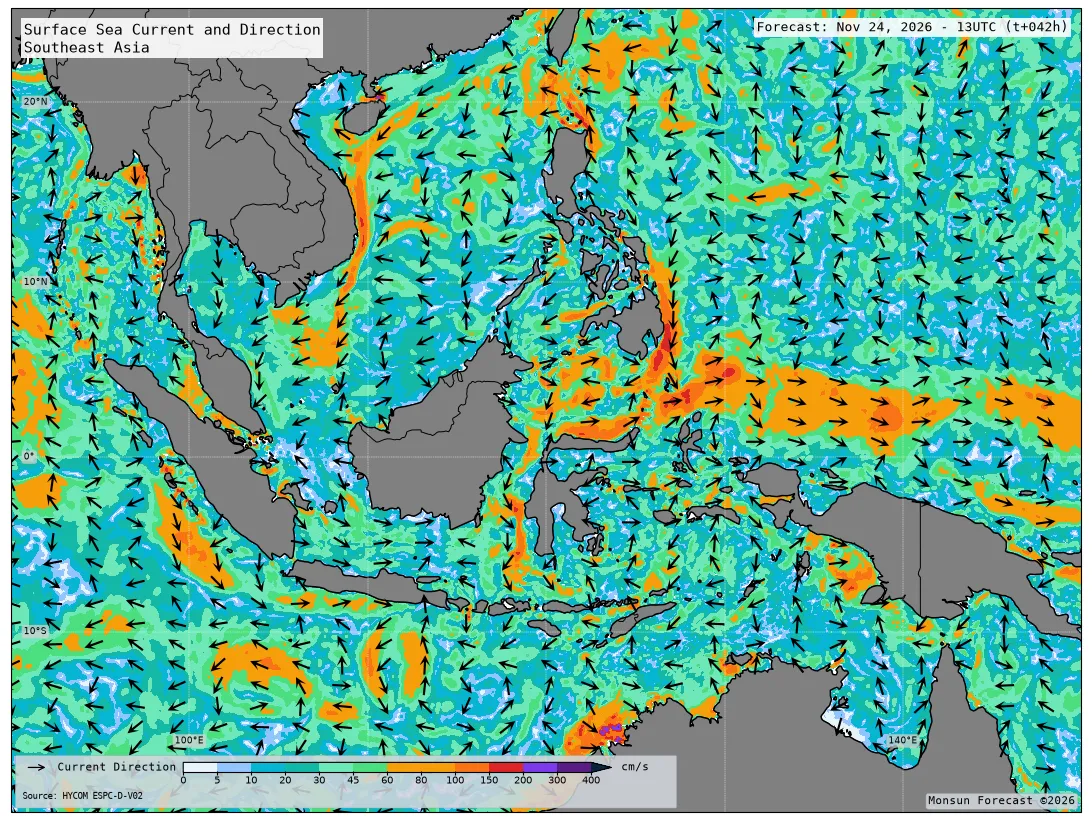 Surface Sea Current and Direction
Southeast Asia
Forecast: Nov 24, 2026 - 13UTC (t+042h)
20°N
10°N
0°
10°S
100°E
140°E
Current Direction
0 5 10 20 30 45 60 80 100 150 200 300 400 cm/s
Source: HYCOM ESPC-D-V02
Monsun Forecast ©2026